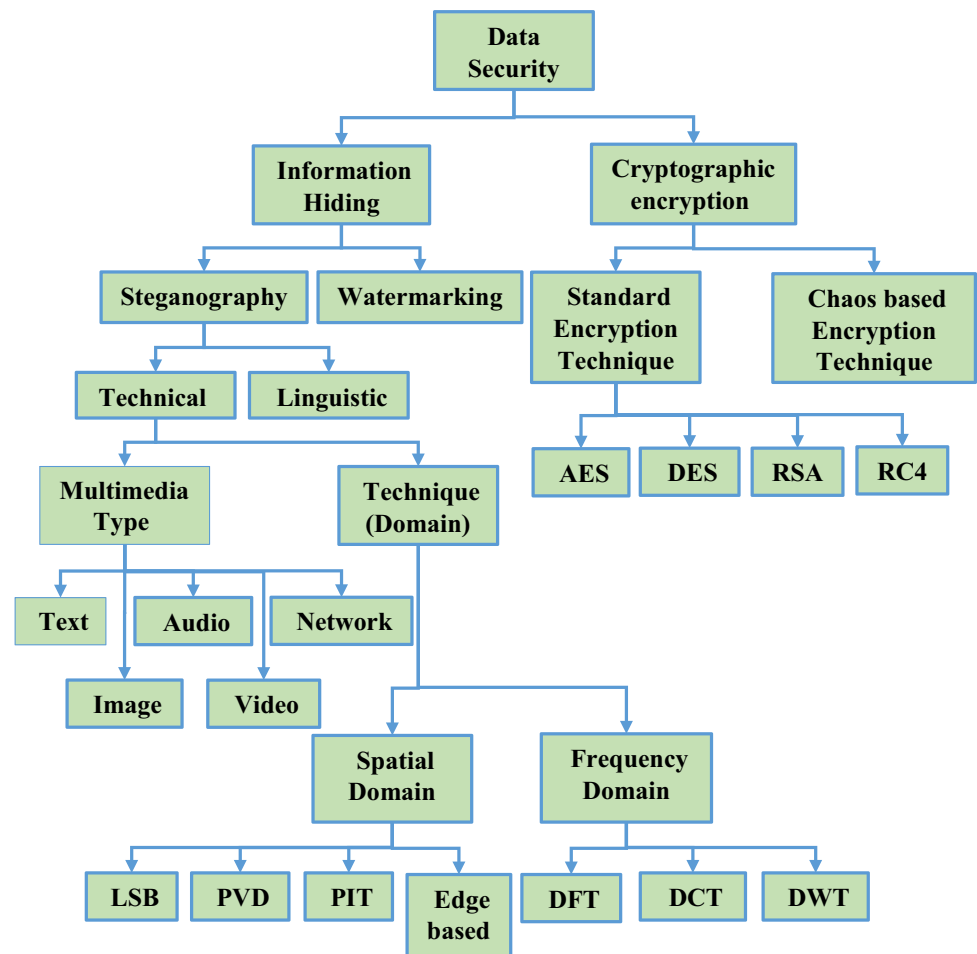 Data
Security
Information
Hiding
Cryptographic
encryption
Steganography
Watermarking
Standard
Encryption
Technique
Chaos based
Encryption
Technique
Technical
Linguistic
AES
DES
RSA
RC4
Multimedia
Type
Technique
(Domain)
Text
Audio
Network
Image
Video
Spatial
Domain
Frequency
Domain
LSB
PVD
PIT
Edge
based
DFT
DCT
DWT